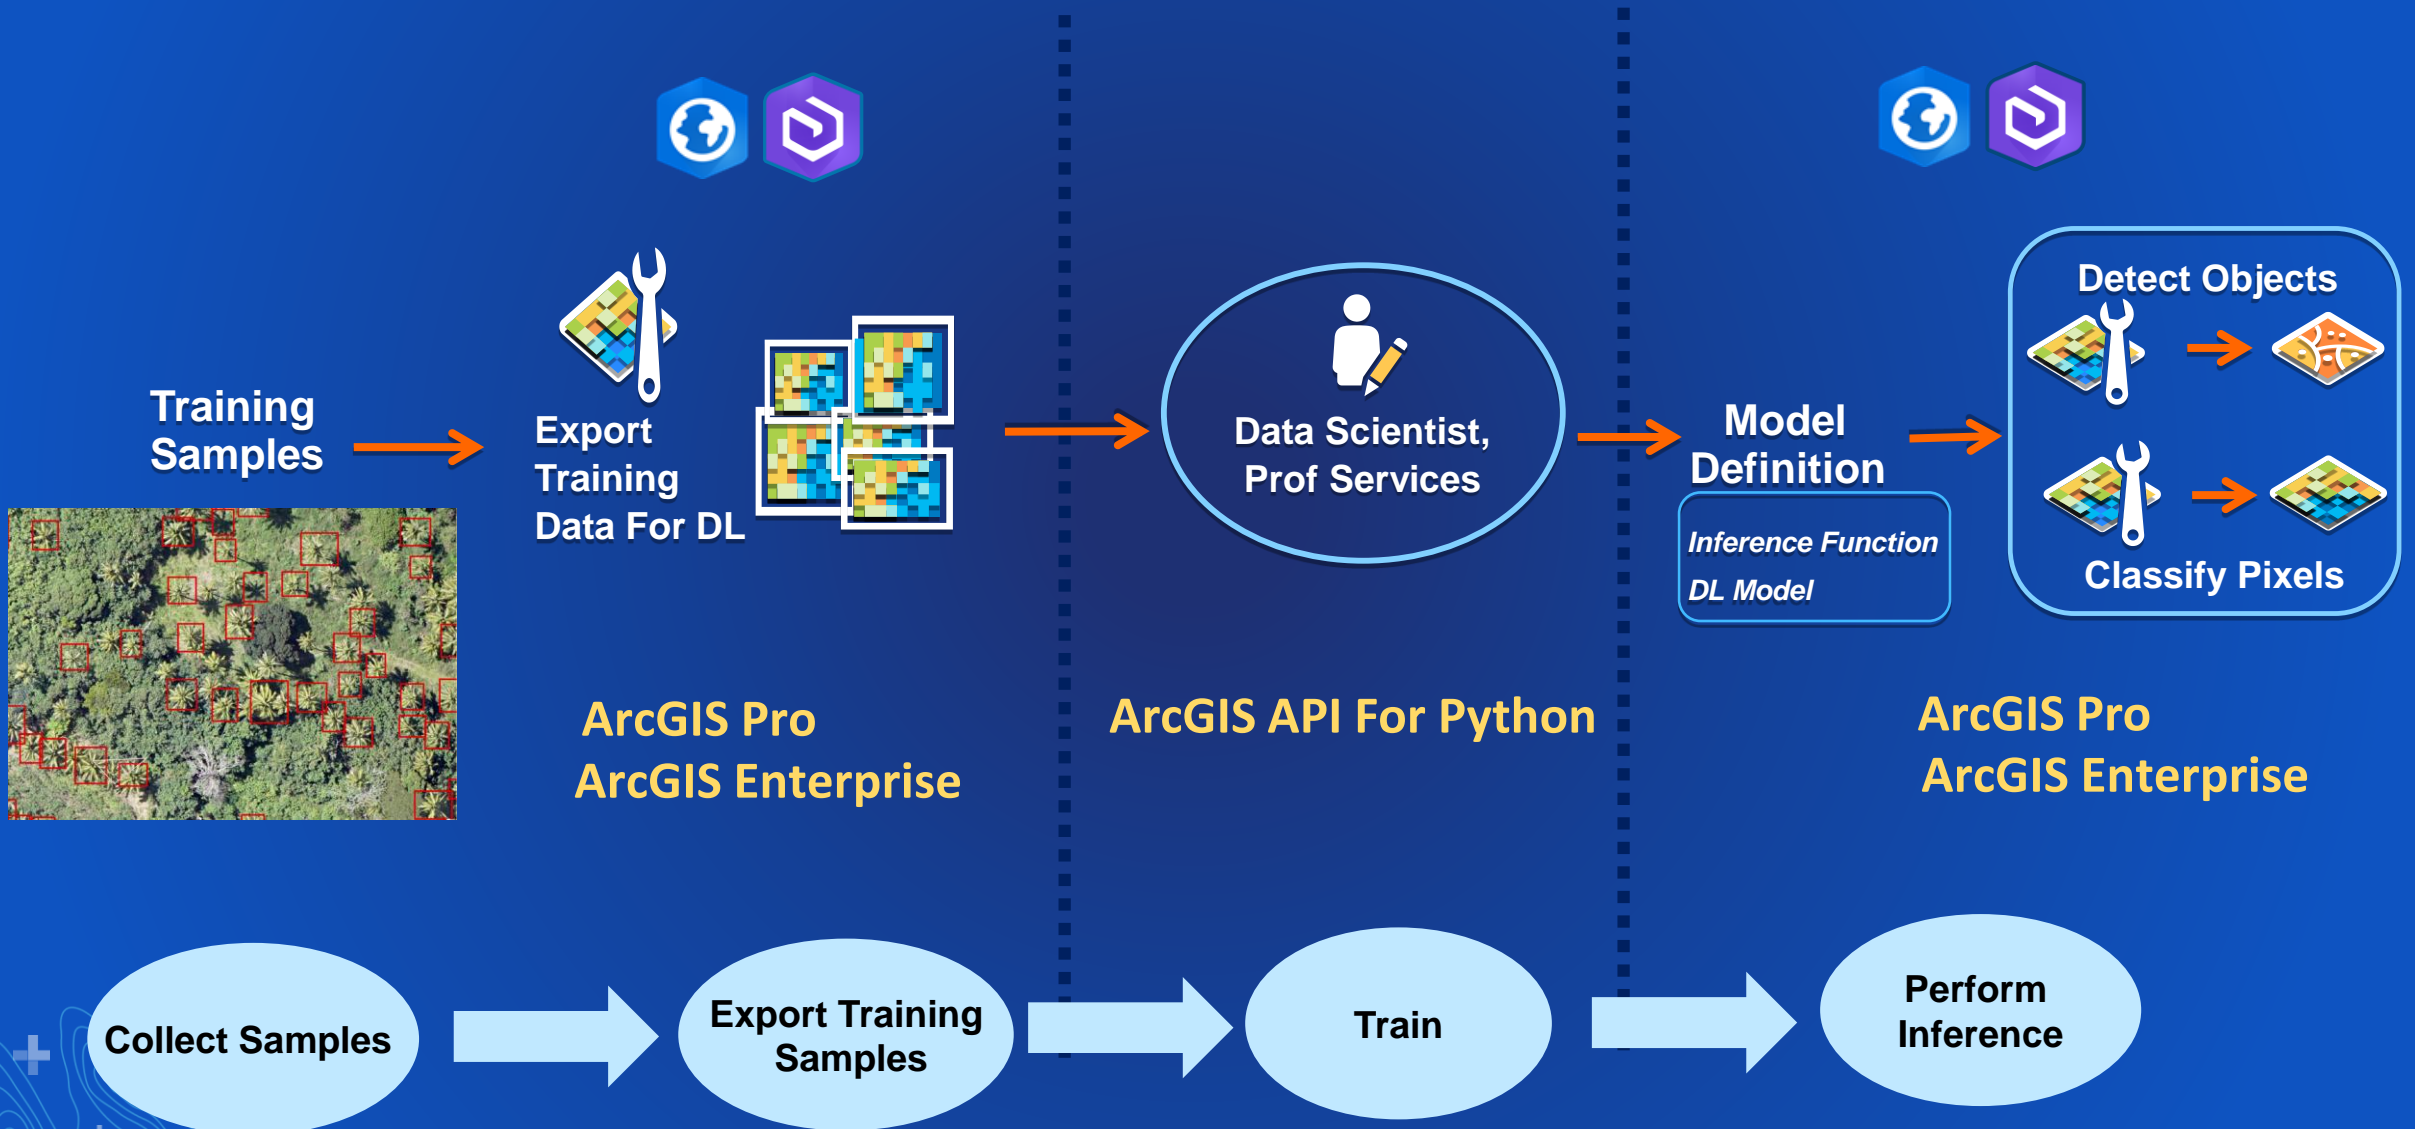 Training
Samples
Export
Training
Data For DL
Data Scientist,
Prof Services
Model
Definition
Inference Function
DL Model
Detect Objects
Classify Pixels
ArcGIS Pro
ArcGIS Enterprise
ArcGIS API For Python
ArcGIS Pro
ArcGIS Enterprise
Collect Samples
Export Training
Samples
Train
Perform
Inference